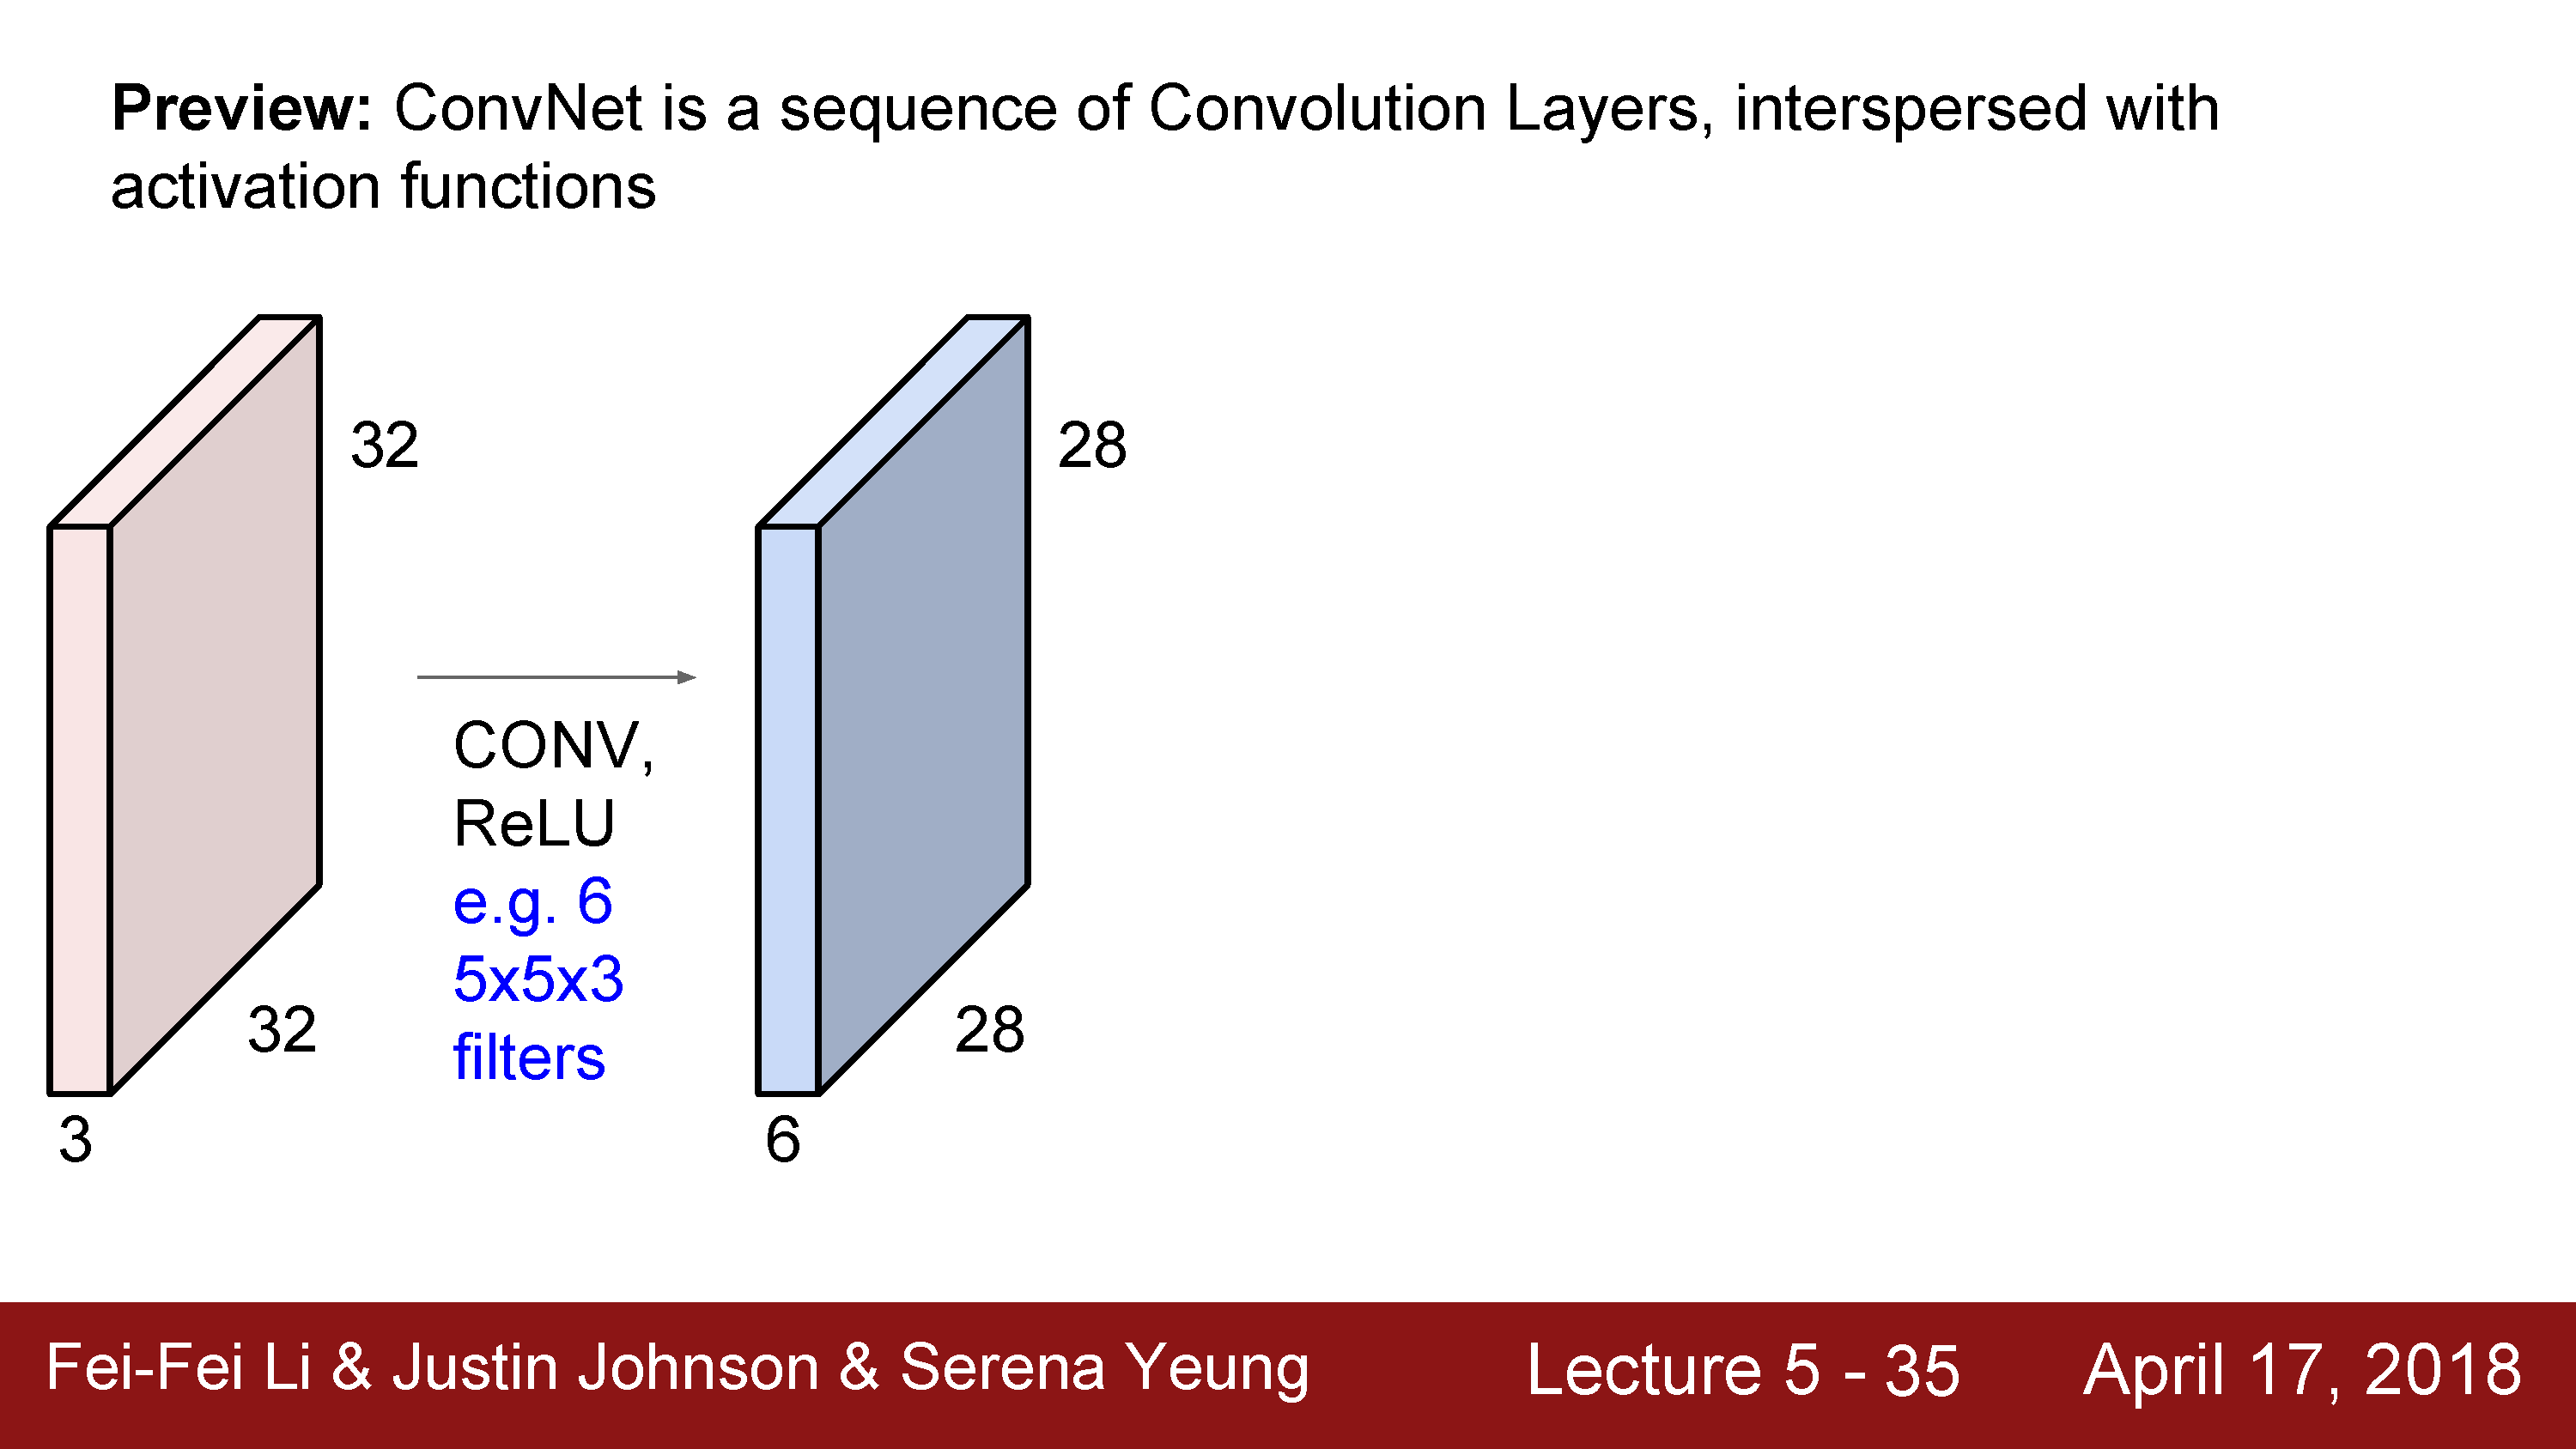 Preview: ConvNet is a sequence of Convolution Layers, interspersed with
activation functions
32
32
3
CONV,
ReLU
e.g. 6
5x5x3
filters
28
28
6
Fei-Fei Li & Justin Johnson & Serena Yeung
Lecture 5 - 35
April 17, 2018